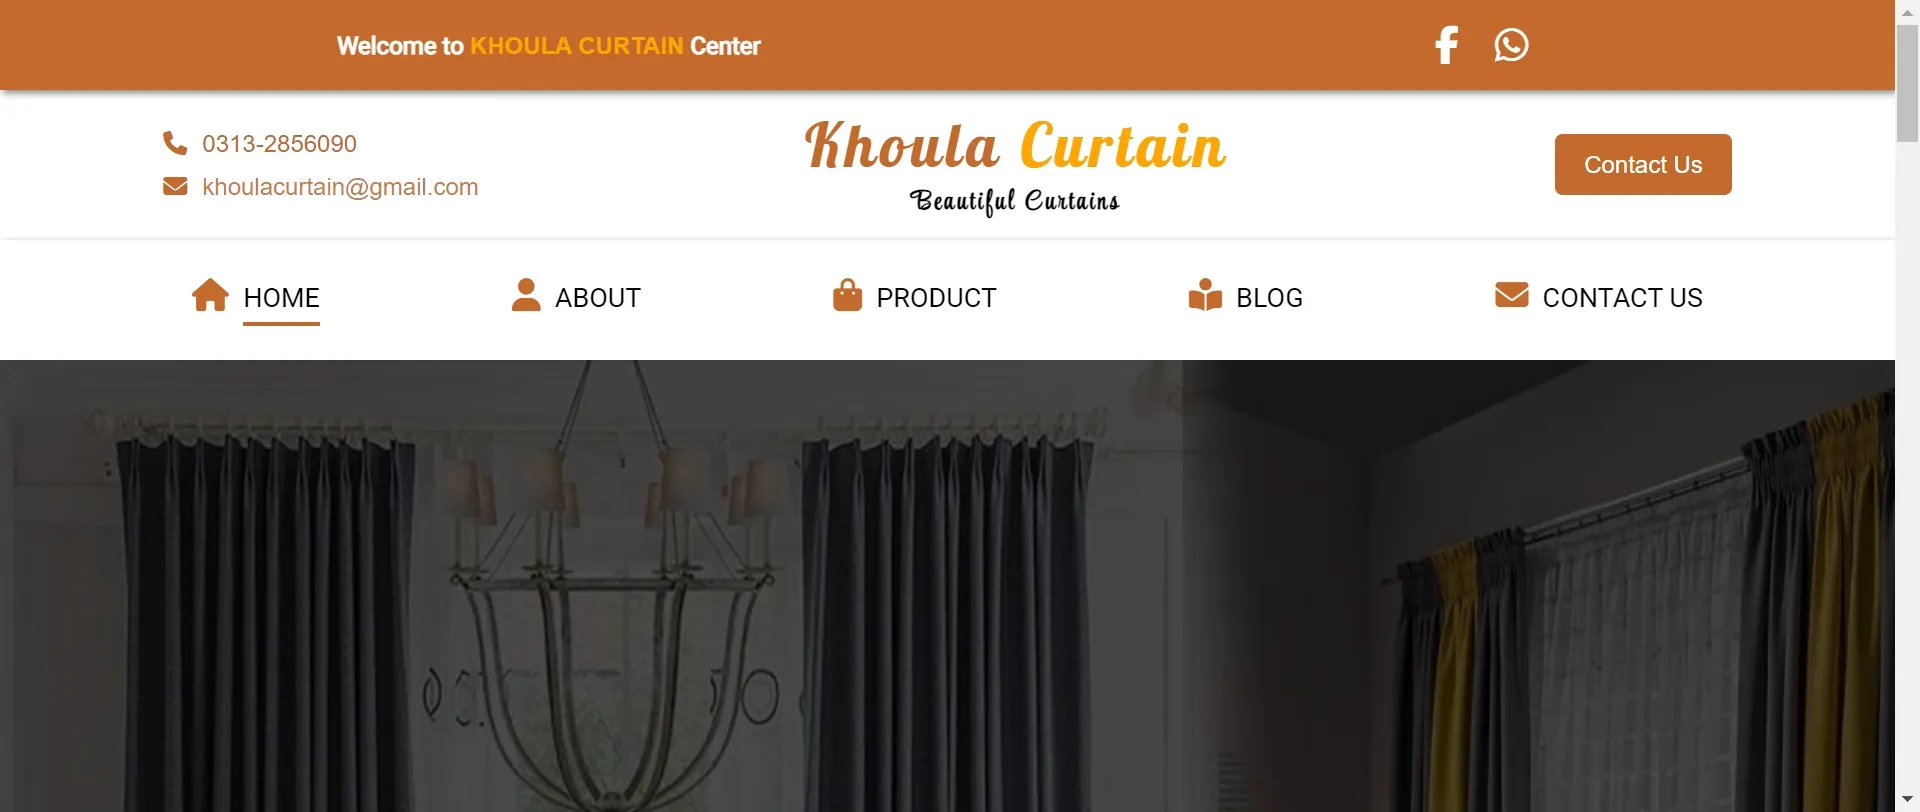 Welcome to KHOULA CURTAIN Center
0313-2856090
khoulacurtain@gmail.com
Khoula Curtain
Beautiful Curtains
Contact Us
HOME
ABOUT
PRODUCT
BLOG
CONTACT US